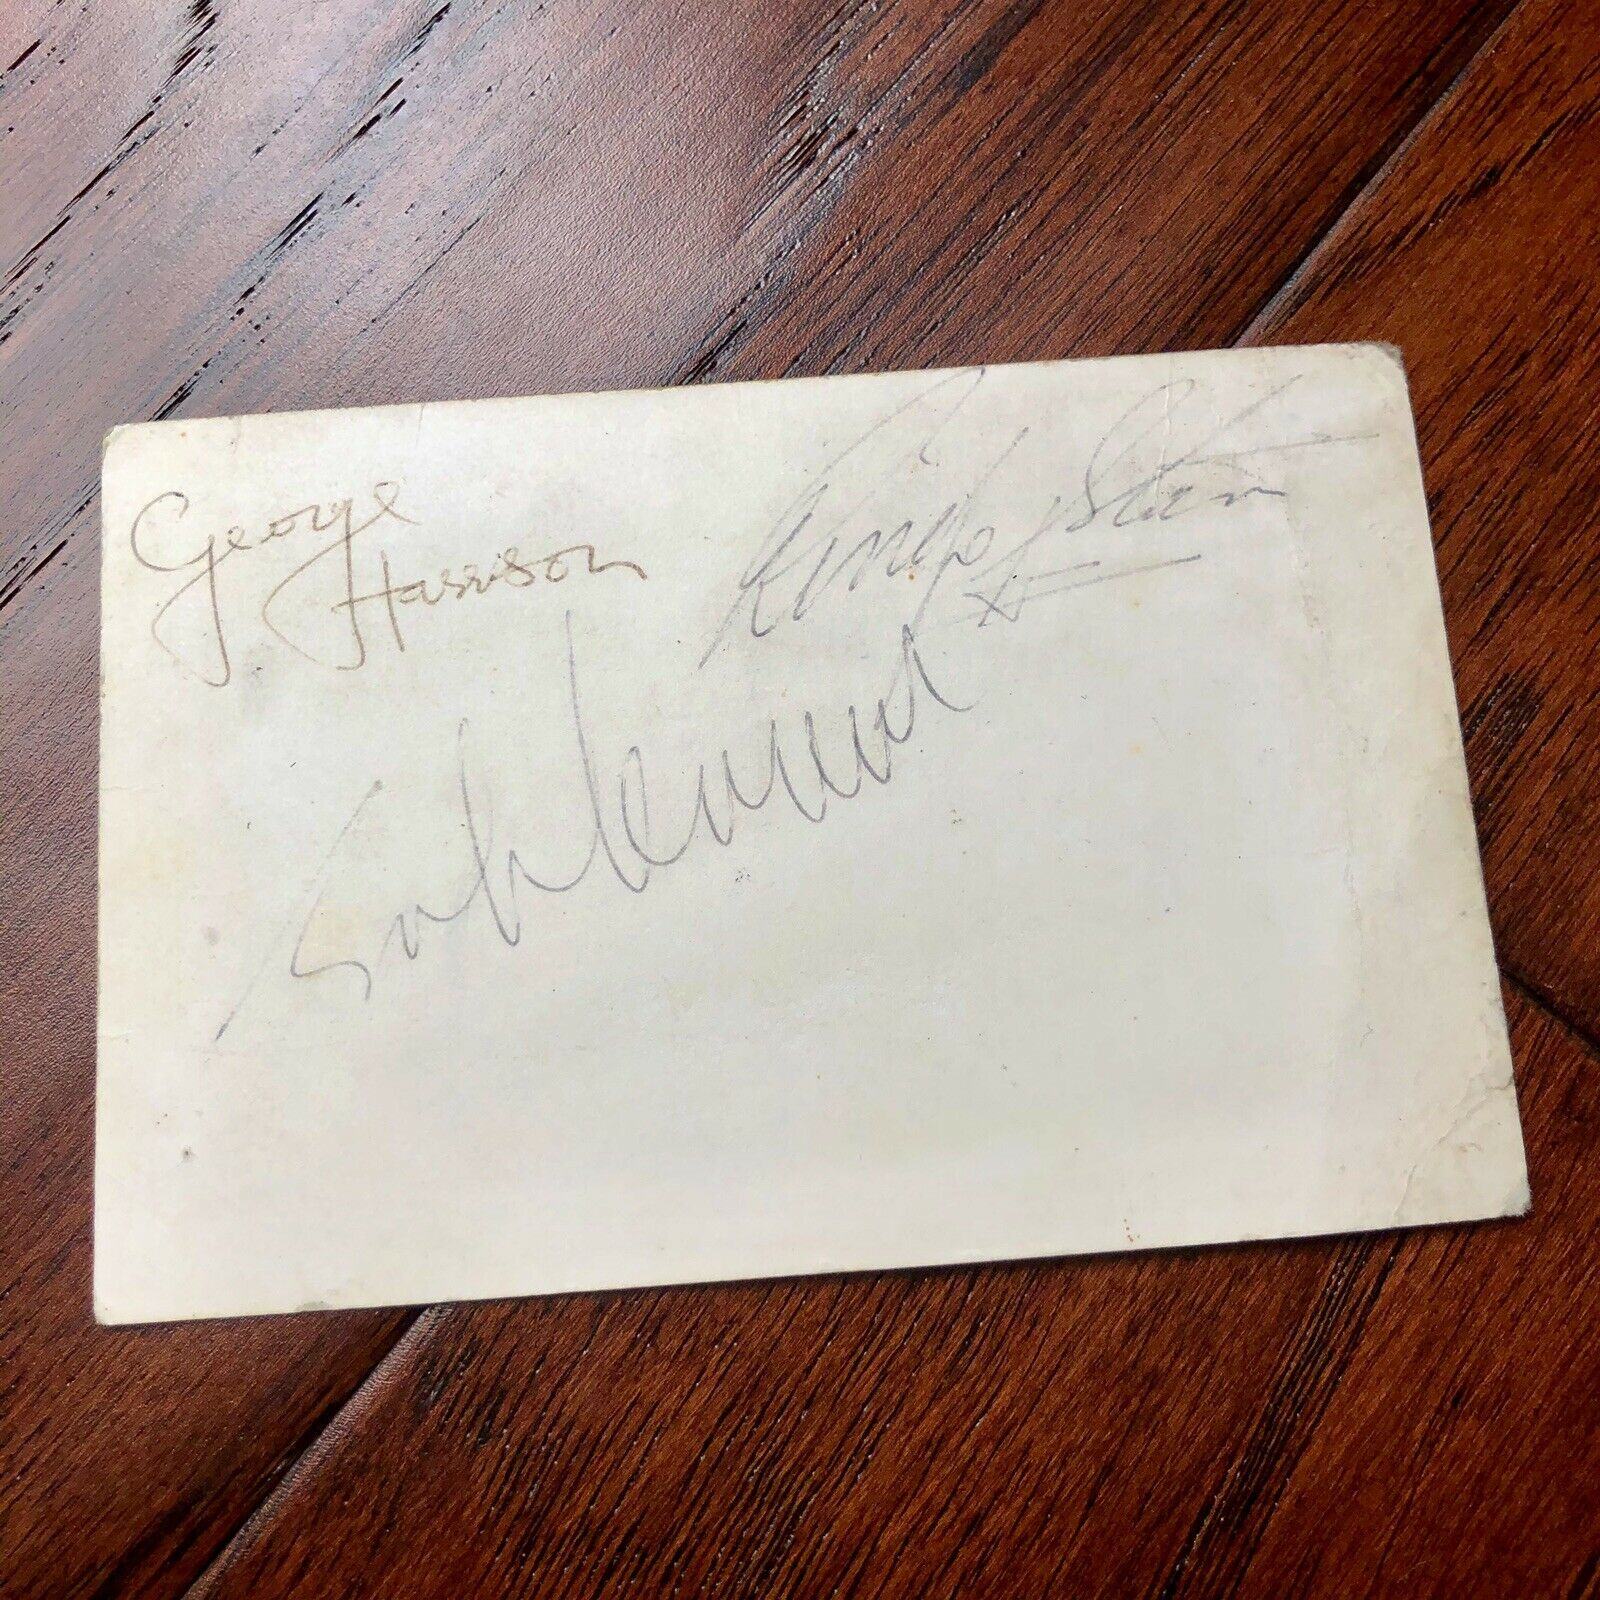 George
Harrison
Ringo Starr
John Lennon